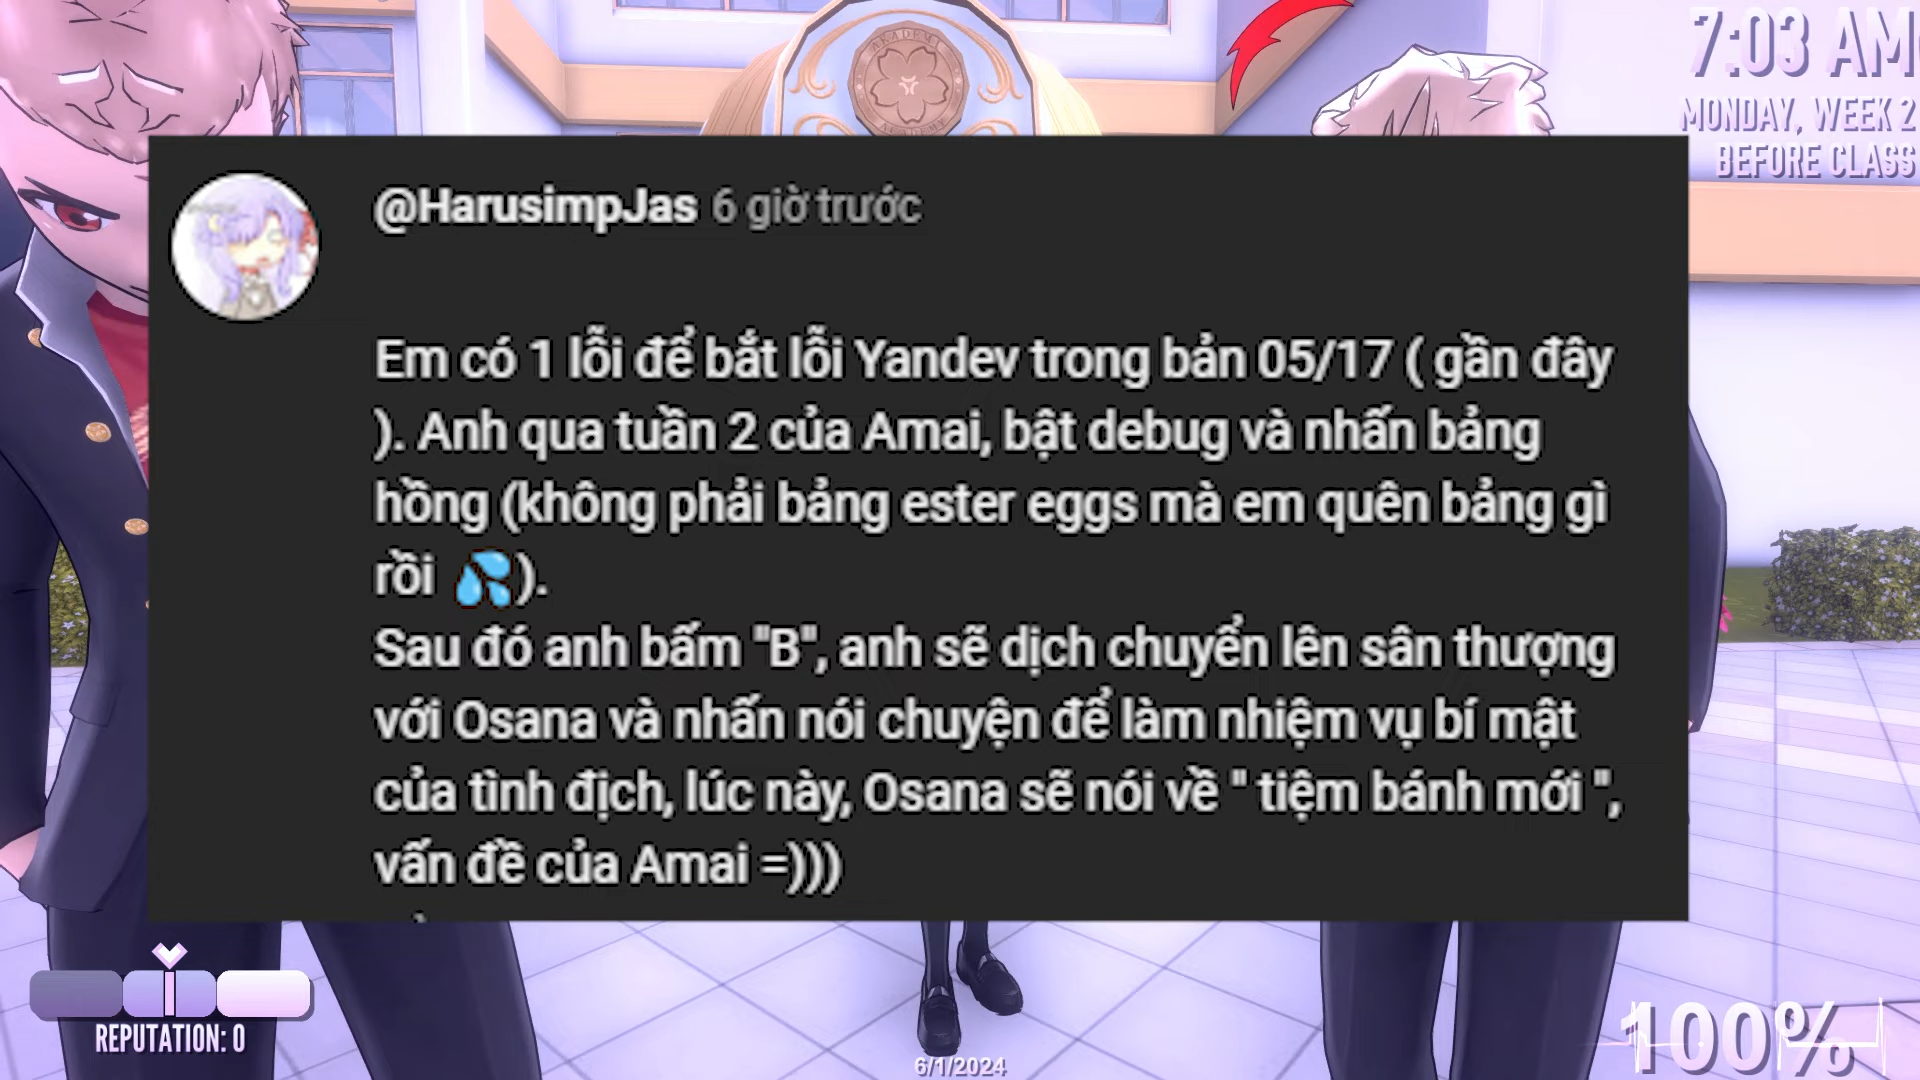 AKADEMI
ACADEMY
7:03 AM
MONDAY, WEEK 2
BEFORE CLASS
@HarusimpJas 6 giờ trước
Em có 1 lỗi để bắt lỗi Yandev trong bản 05/17 ( gần đây
). Anh qua tuần 2 của Amai, bật debug và nhấn bảng
hồng (không phải bảng ester eggs mà em quên bảng gì
rồi 💦).
Sau đó anh bấm "B", anh sẽ dịch chuyển lên sân thượng
với Osana và nhấn nói chuyện để làm nhiệm vụ bí mật
của tình địch, lúc này, Osana sẽ nói về " tiệm bánh mới ",
vấn đề của Amai =)))
REPUTATION: 0
6/1/2024
100%